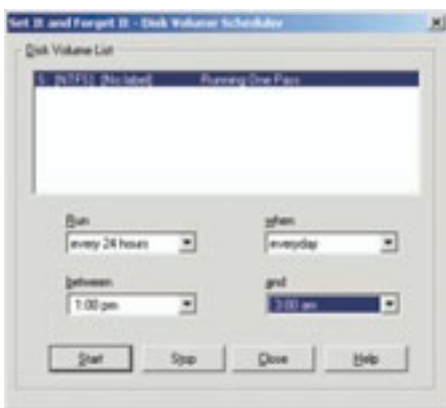 Set It and Forget It - Disk Volume Scheduler
Disk Volume List
[NTFS] [No label] Running One Pass
Run when
every 24 hours everyday
between and
1:00 pm 3:00 am
Start Stop Close Help